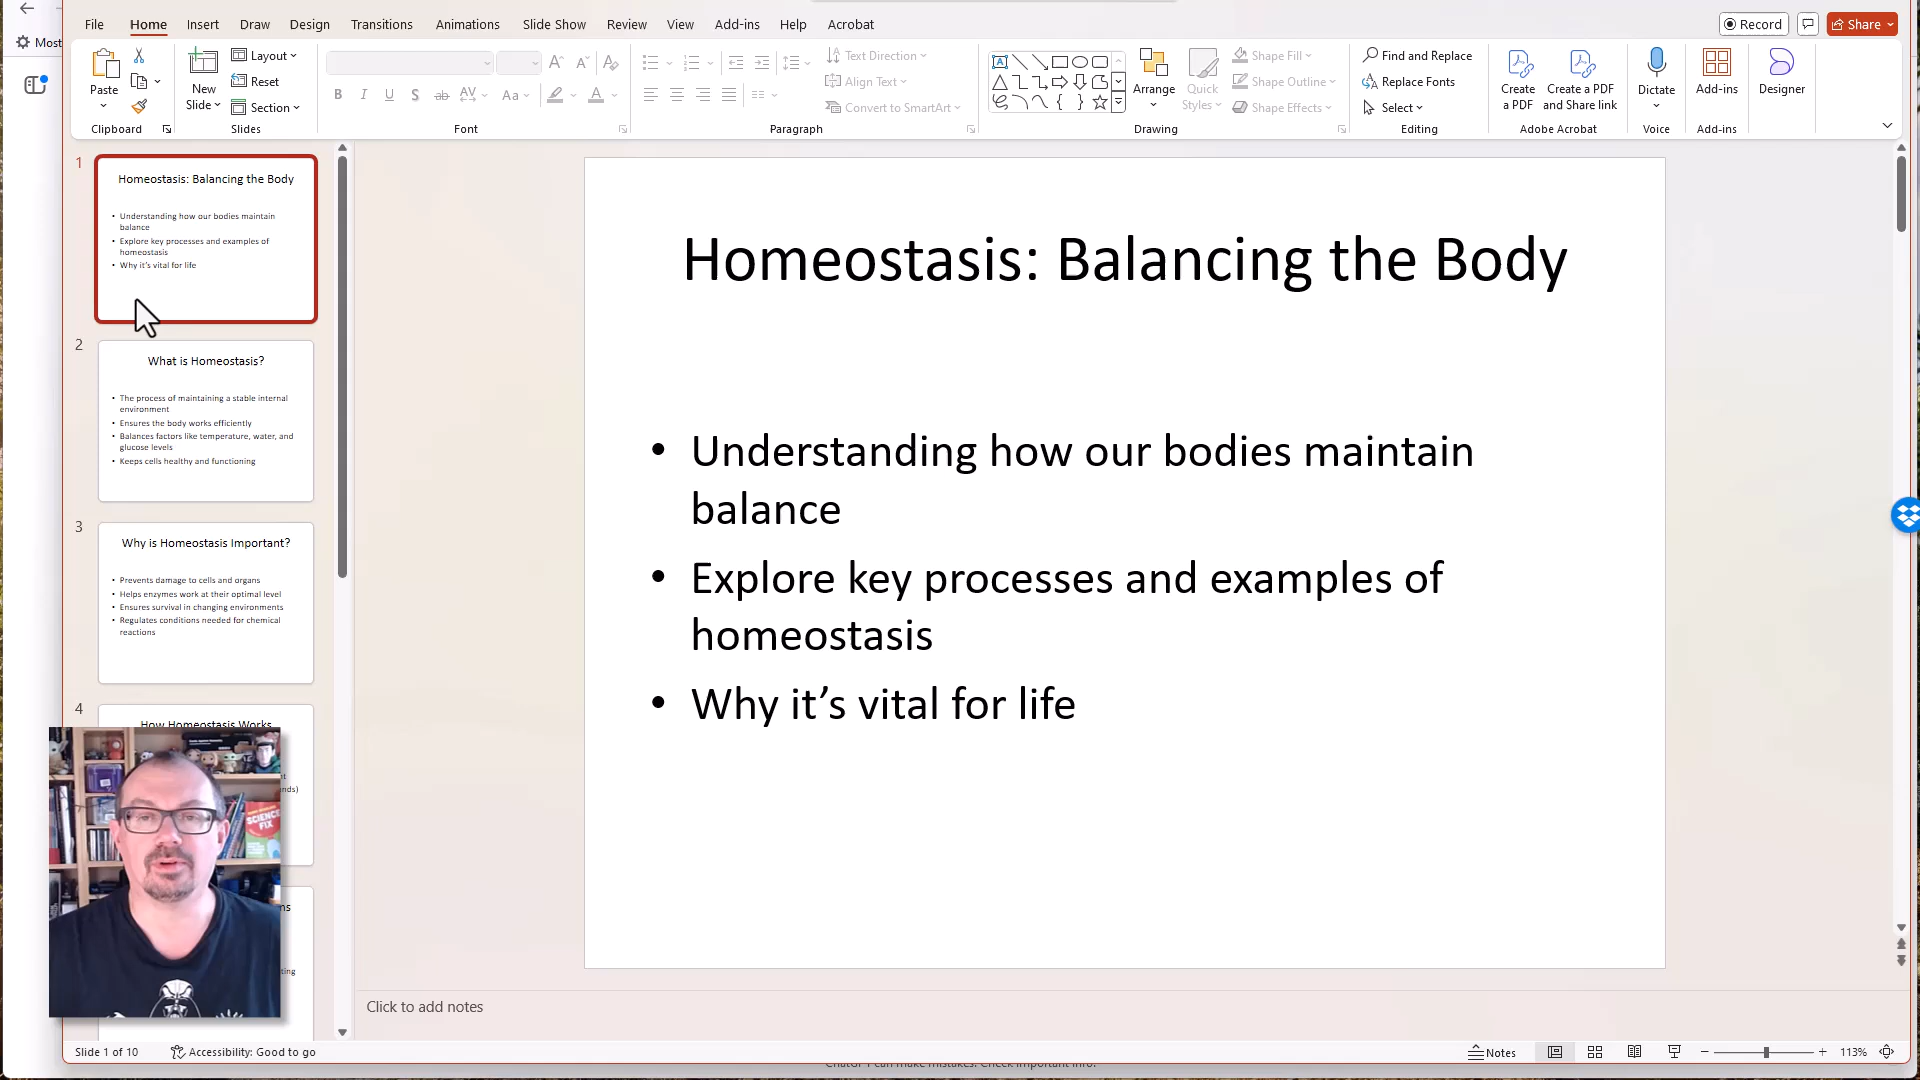 File Home Insert Draw Design Transitions Animations Slide Show Review View Add-ins Help Acrobat Record Share
Most
Paste
Clipboard
New
Slide
Layout
Reset
Section
Slides
Font
Text Direction
Align Text
Convert to SmartArt
Paragraph
Arrange
Quick
Styles
Shape Fill
Shape Outline
Shape Effects
Drawing
Find and Replace
Replace Fonts
Select
Editing
Create
a PDF
Create a PDF
and Share link
Adobe Acrobat
Dictate
Voice
Add-ins
Add-ins
Designer
1
Homeostasis: Balancing the Body
• Understanding how our bodies maintain
balance
• Explore key processes and examples of
homeostasis
• Why it's vital for life
2
What is Homeostasis?
• The process of maintaining a stable internal
environment
• Ensures the body works efficiently
• Balances factors like temperature, water, and
glucose levels
• Keeps cells healthy and functioning
3
Why is Homeostasis Important?
• Prevents damage to cells and organs
• Helps enzymes work at their optimal level
• Ensures survival in changing environments
• Regulates conditions needed for chemical
reactions
4
How Homeostasis Works
SCIENCE
FIX
Homeostasis: Balancing the Body
• Understanding how our bodies maintain
balance
• Explore key processes and examples of
homeostasis
• Why it’s vital for life
Click to add notes
Slide 1 of 10
Accessibility: Good to go
Notes
113%